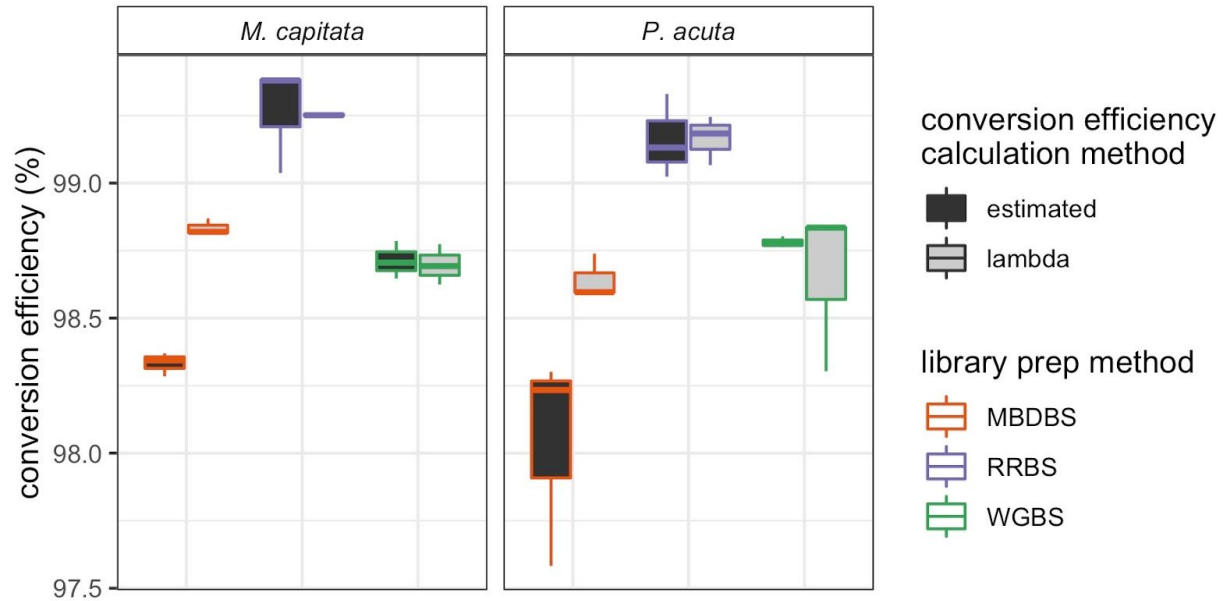 M. capitata
P. acuta
conversion efficiency (%)
99.0
98.5
98.0
97.5
conversion efficiency
calculation method
estimated
lambda
library prep method
MBDBS
RRBS
WGBS